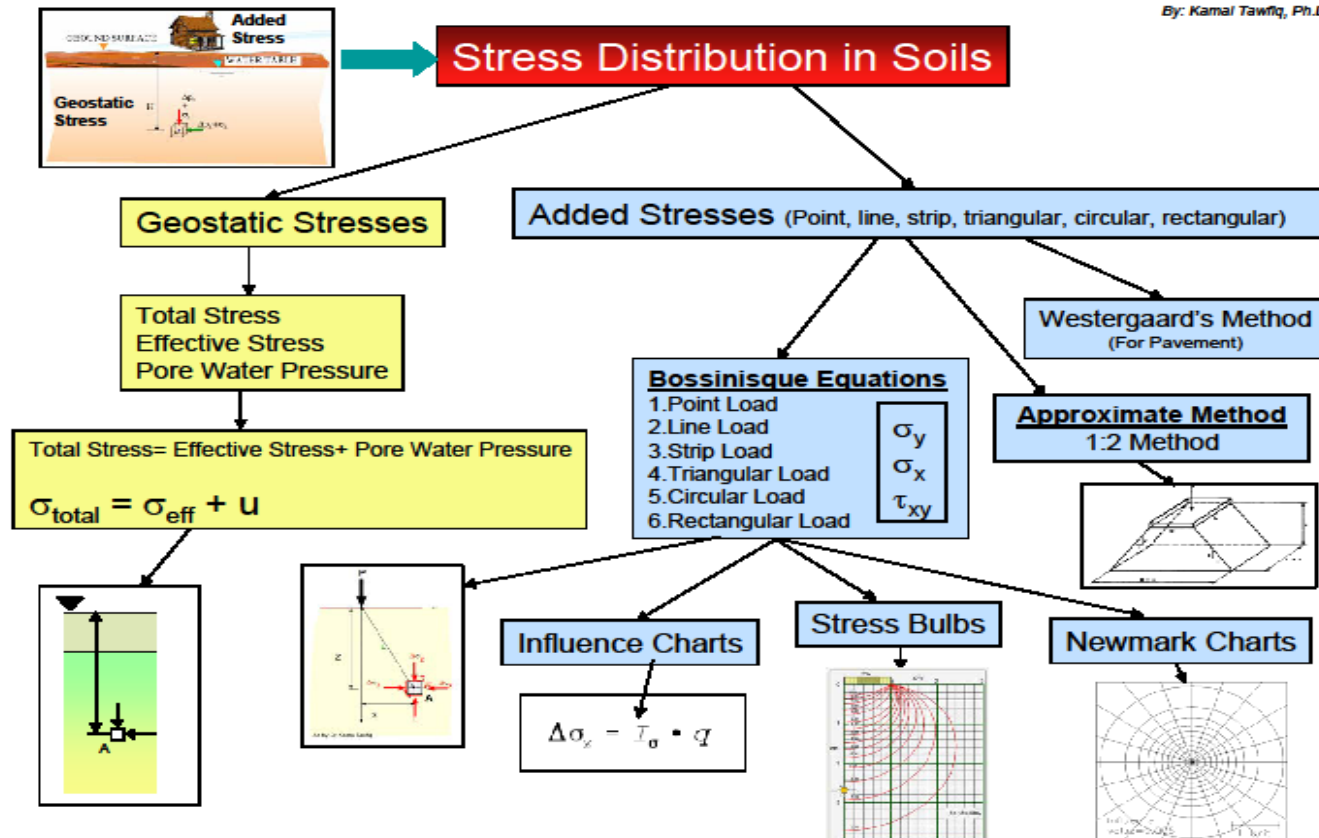 By: Kamal Tawfiq, Ph.D
Added
Stress
GROUND SURFACE
WATER TABLE
Geostatic
Stress
Stress Distribution in Soils
Geostatic Stresses
Added Stresses (Point, line, strip, triangular, circular, rectangular)
Total Stress
Effective Stress
Pore Water Pressure
Westergaard's Method
(For Pavement)
Bossinisque Equations
1.Point Load
2.Line Load
3.Strip Load
4.Triangular Load
5.Circular Load
6.Rectangular Load
σy
σx
τxy
Approximate Method
1:2 Method
Total Stress= Effective Stress+ Pore Water Pressure
σtotal = σeff + u
A
P
Z
X
A
Influence Charts
Δσz = Iσ • q
Stress Bulbs
Newmark Charts